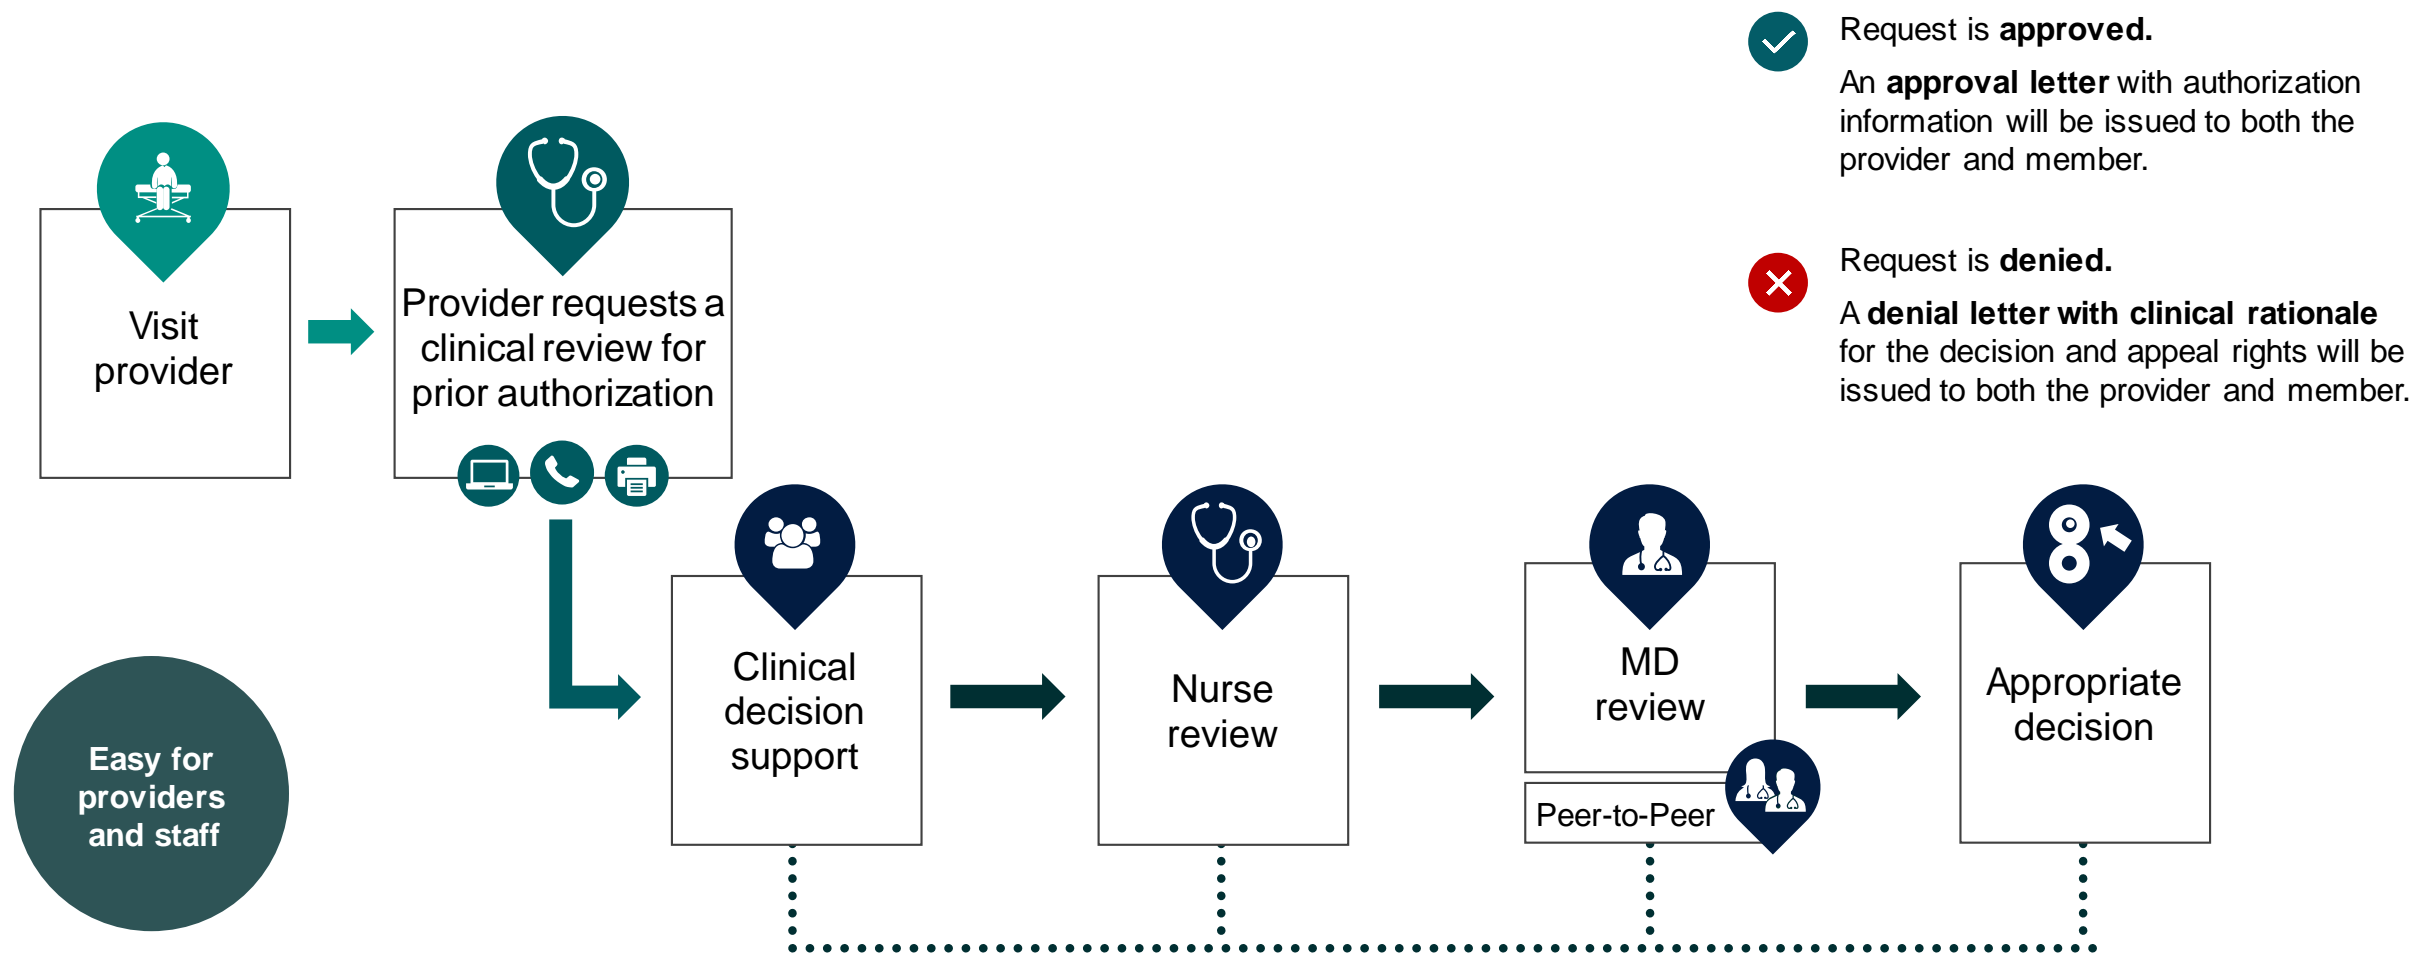 Request is approved.
An approval letter with authorization
information will be issued to both the
provider and member.
Request is denied.
A denial letter with clinical rationale
for the decision and appeal rights will be
issued to both the provider and member.
Visit
provider
Provider requests a
clinical review for
prior authorization
Clinical
decision
support
Nurse
review
MD
review
Peer-to-Peer
Appropriate
decision
Easy for
providers
and staff